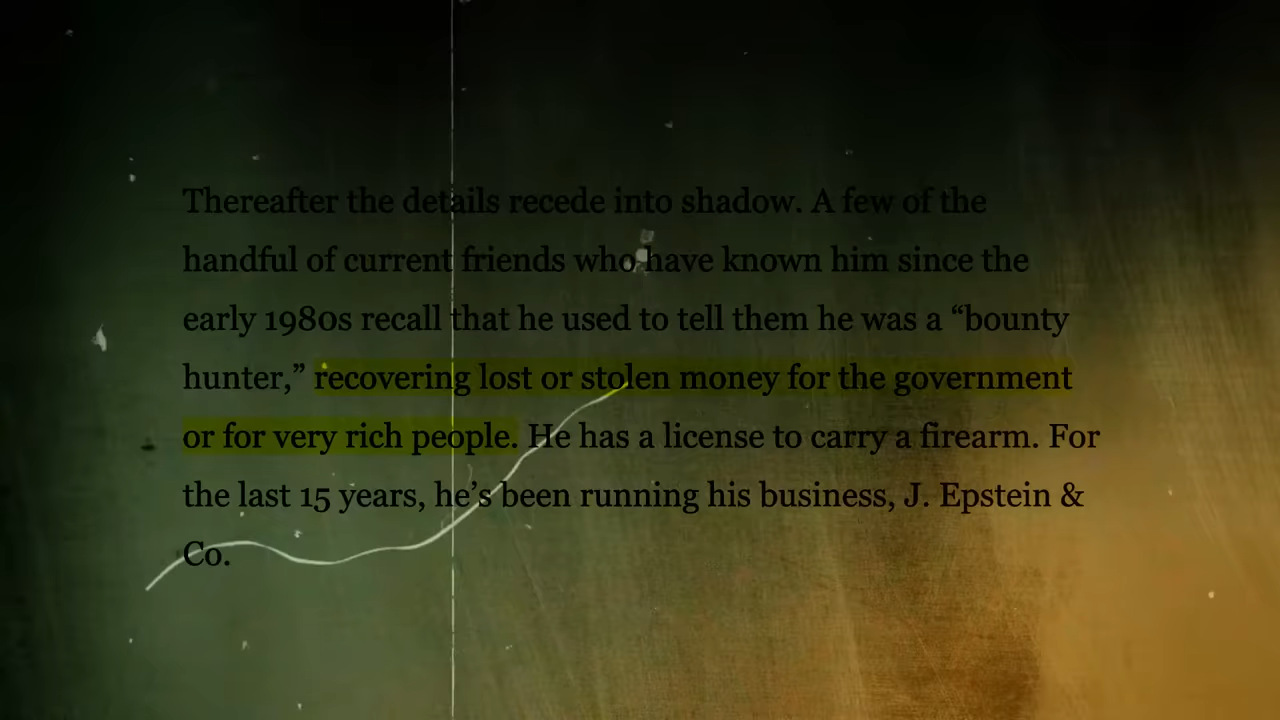 Thereafter the details recede into shadow. A few of the
handful of current friends who have known him since the
early 1980s recall that he used to tell them he was a “bounty
hunter,” recovering lost or stolen money for the government
or for very rich people. He has a license to carry a firearm. For
the last 15 years, he’s been running his business, J. Epstein &
Co.